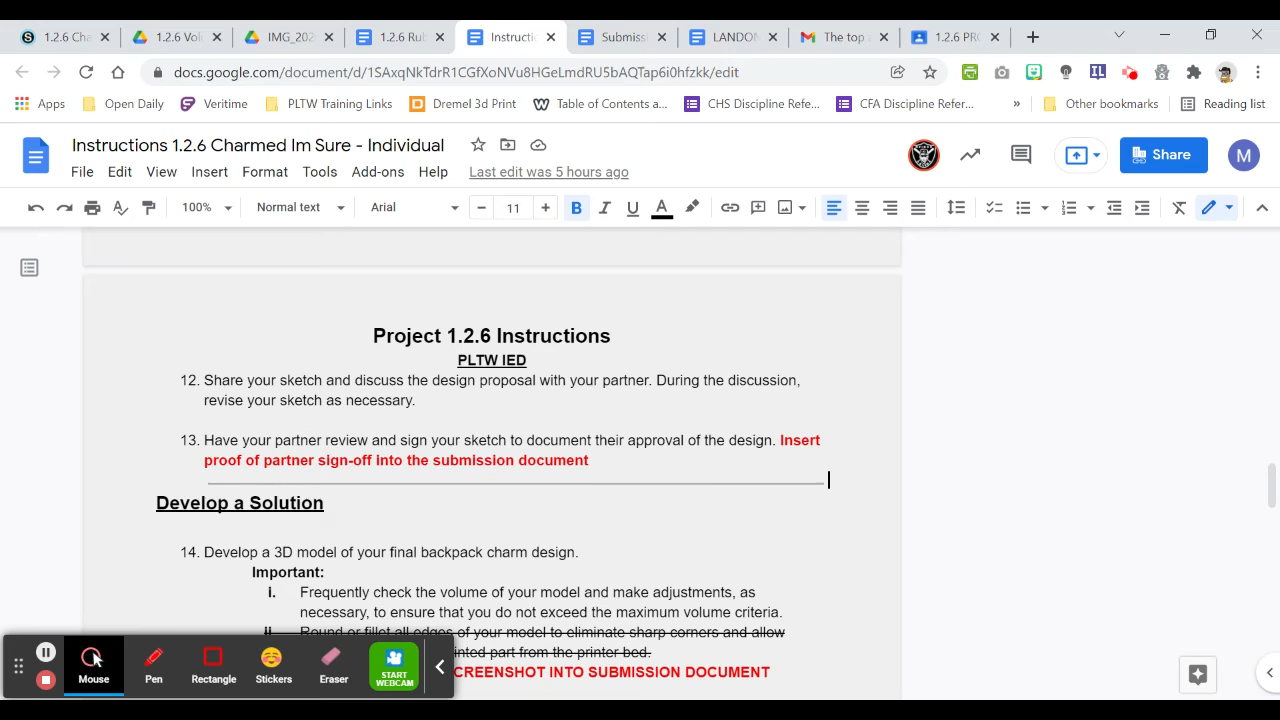 1.2.6 Cha
1.2.6 Vol
IMG_202
1.2.6 Rub
Instructio
Submiss
LANDON
The top
1.2.6 PR
docs.google.com/document/d/1SAxqNkTdrR1CGfXoNVu8HGeLmdRU5bAQTap6i0hfzkk/edit
Apps
Open Daily
Veritime
PLTW Training Links
Dremel 3d Print
Table of Contents a...
CHS Discipline Refe...
CFA Discipline Refer...
»
Other bookmarks
Reading list
Instructions 1.2.6 Charmed Im Sure - Individual
Share
M
File Edit View Insert Format Tools Add-ons Help Last edit was 5 hours ago
100% Normal text Arial 11 B I U A
Project 1.2.6 Instructions
PLTW IED
12. Share your sketch and discuss the design proposal with your partner. During the discussion,
revise your sketch as necessary.
13. Have your partner review and sign your sketch to document their approval of the design. Insert
proof of partner sign-off into the submission document
Develop a Solution
14. Develop a 3D model of your final backpack charm design.
Important:
i. Frequently check the volume of your model and make adjustments, as
necessary, to ensure that you do not exceed the maximum volume criteria.
ii. Round or fillet all edges of your model to eliminate sharp corners and allow
inted part from the printer bed.
CREENSHOT INTO SUBMISSION DOCUMENT
Mouse
Pen
Rectangle
Stickers
Eraser
START
WEBCAM